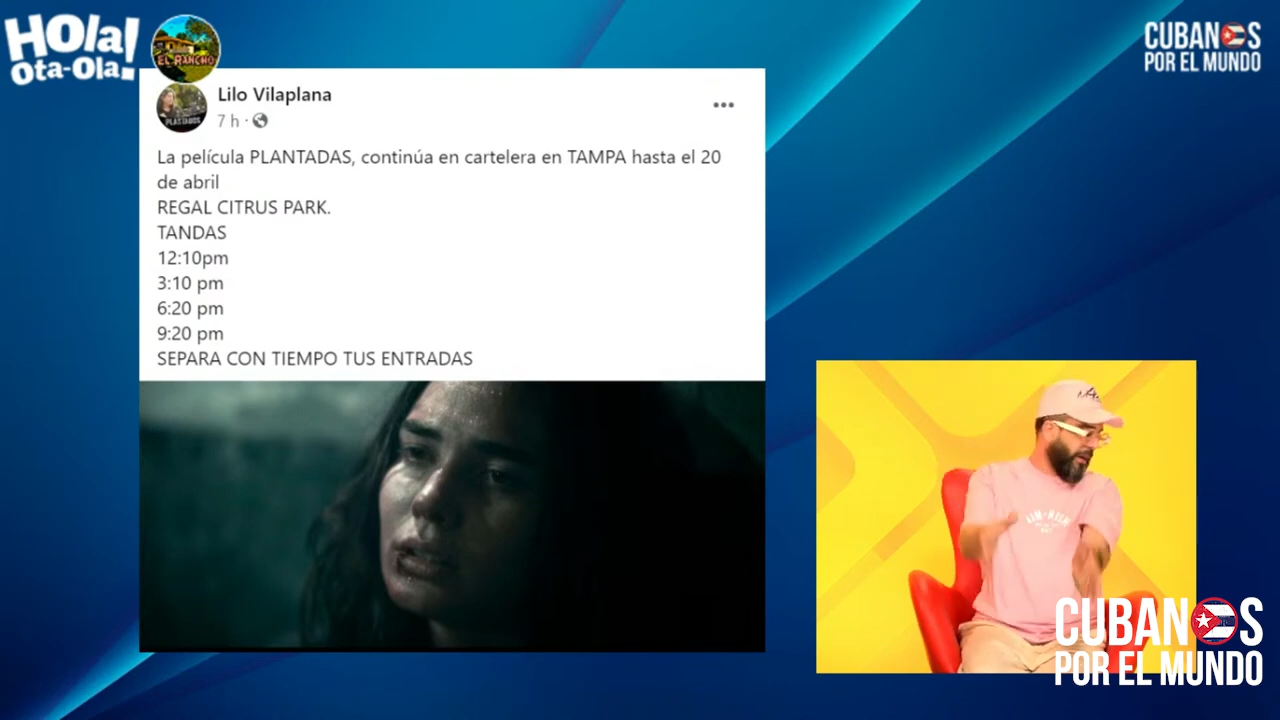 HOla!
Ota-Ola!
EL RANCHO
CUBANOS
POR EL MUNDO
Lilo Vilaplana
PLANTADOS
7 h ·
La película PLANTADAS, continúa en cartelera en TAMPA hasta el 20
de abril
REGAL CITRUS PARK.
TANDAS
12:10pm
3:10 pm
6:20 pm
9:20 pm
SEPARA CON TIEMPO TUS ENTRADAS
CUBANOS
POR EL MUNDO